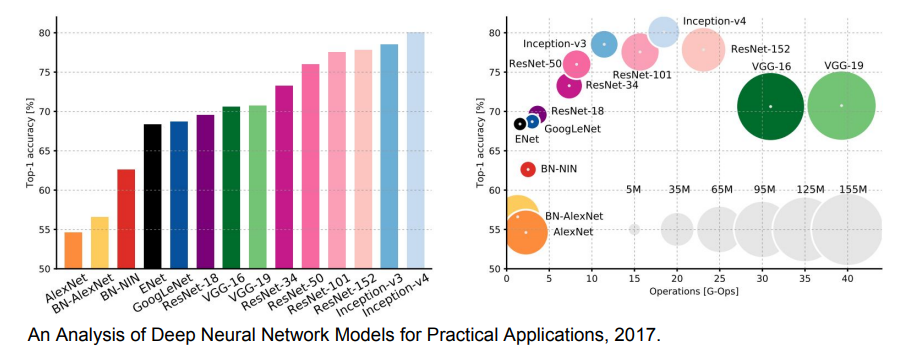 Top-1 accuracy [%]
80
75
70
65
60
55
50
AlexNet
BN-AlexNet
BN-NIN
ENet
GoogLeNet
ResNet-18
VGG-16
VGG-19
ResNet-34
ResNet-50
ResNet-101
ResNet-152
Inception-v3
Inception-v4
Top-1 accuracy [%]
80
75
70
65
60
55
50
Inception-v4
Inception-v3
ResNet-152
ResNet-50
VGG-16
VGG-19
ResNet-101
ResNet-34
ResNet-18
GoogLeNet
ENet
BN-NIN
5M
35M
65M
95M
125M
155M
BN-AlexNet
AlexNet
0
5
10
15
20
25
30
35
40
Operations [G-Ops]
An Analysis of Deep Neural Network Models for Practical Applications, 2017.